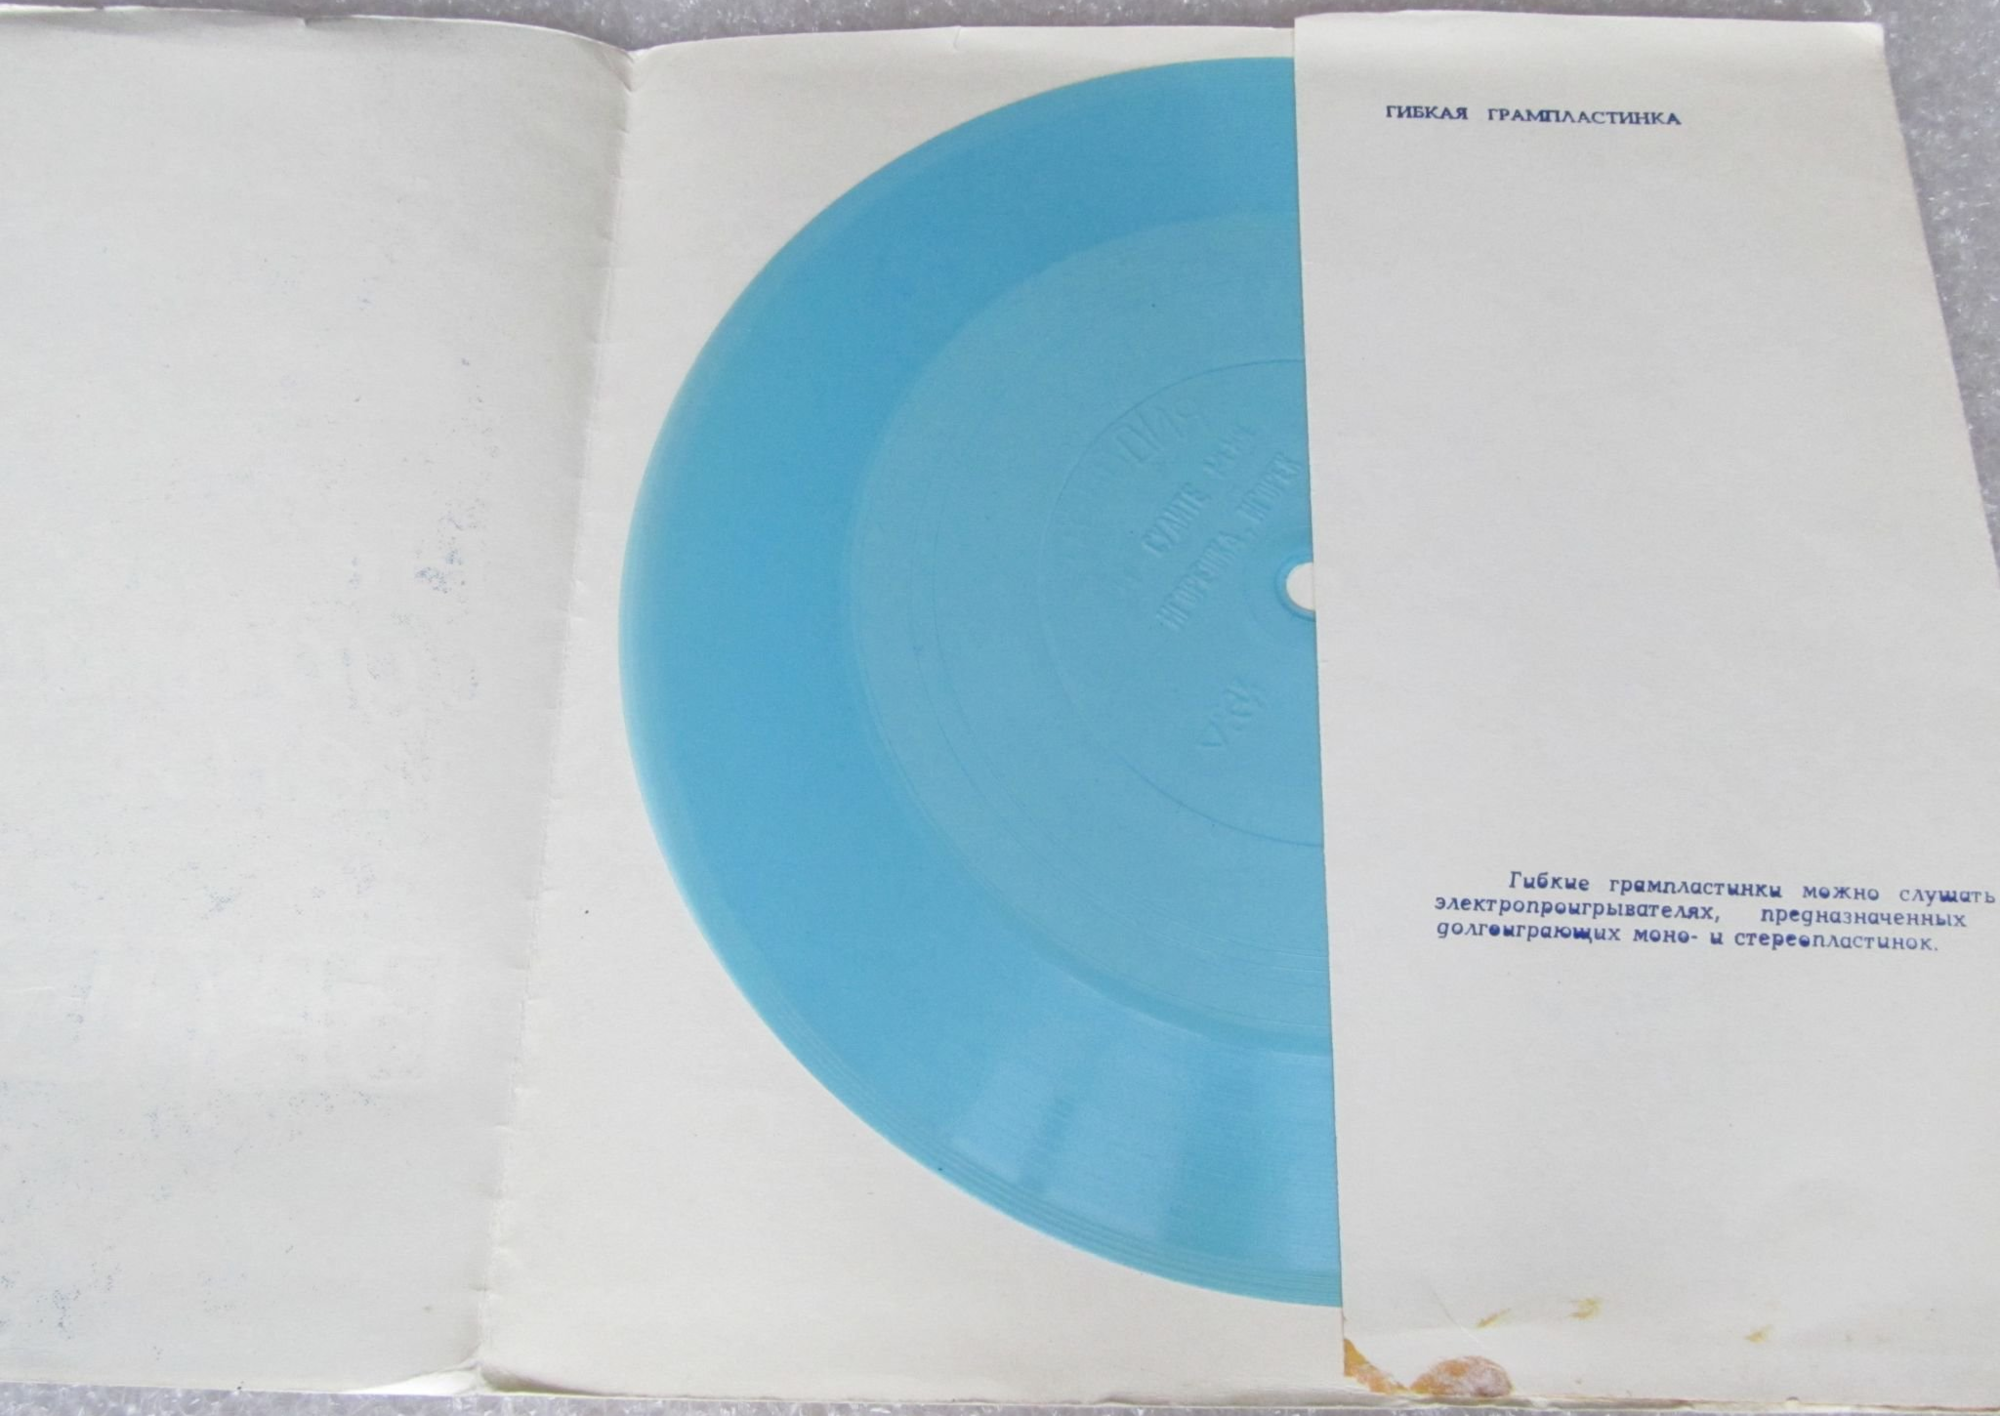 ГИБКАЯ ГРАМПЛАСТИНКА
Гибкие грампластинки можно слушать
электропроигрывателях, предназначенных
долгоиграющих моно- и стереопластинок.